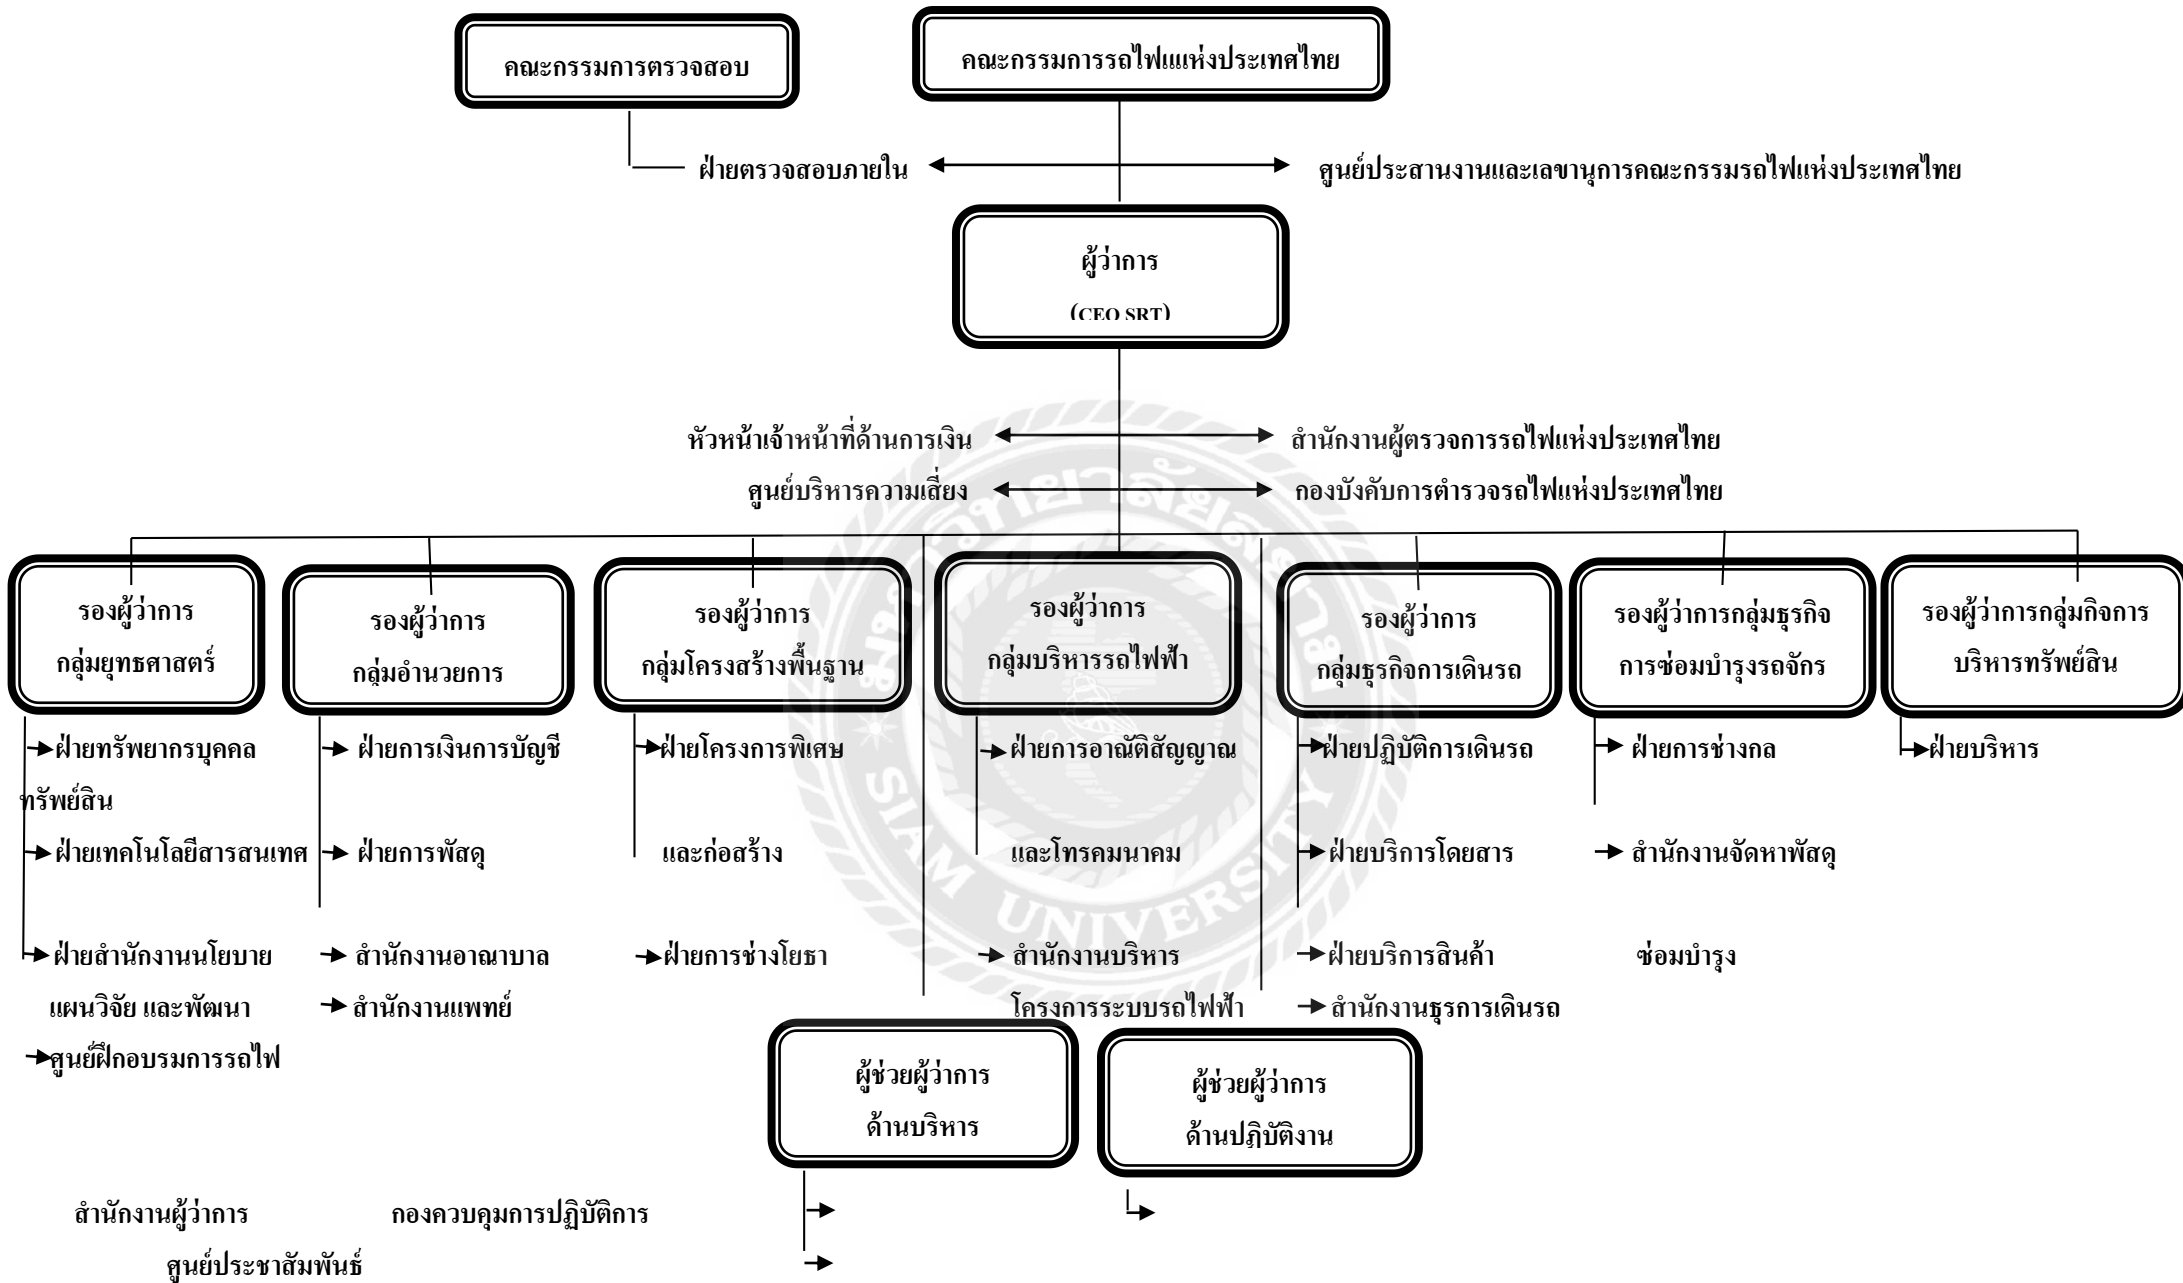 คณะกรรมการตรวจสอบ
คณะกรรมการรถไฟแแห่งประเทศไทย
ฝ่ายตรวจสอบภายใน
ศูนย์ประสานงานและเลขานุการคณะกรรมรถไฟแห่งประเทศไทย
ผู้ว่าการ
(CEO SRT)
หัวหน้าเจ้าหน้าที่ด้านการเงิน
สำนักงานผู้ตรวจการรถไฟแห่งประเทศไทย
ศูนย์บริหารความเสี่ยง
กองบังคับการตำรวจรถไฟแห่งประเทศไทย
รองผู้ว่าการ
กลุ่มยุทธศาสตร์
รองผู้ว่าการ
กลุ่มอำนวยการ
รองผู้ว่าการ
กลุ่มโครงสร้างพื้นฐาน
รองผู้ว่าการ
กลุ่มบริหารรถไฟฟ้า
รองผู้ว่าการ
กลุ่มธุรกิจการเดินรถ
รองผู้ว่าการกลุ่มธุรกิจ
การซ่อมบำรุงรถจักร
รองผู้ว่าการกลุ่มกิจการ
บริหารทรัพย์สิน
ฝ่ายทรัพยากรบุคคล ฝ่ายการเงินการบัญชี ฝ่ายโครงการพิเศษ ฝ่ายการอาณัติสัญญาณ ฝ่ายปฏิบัติการเดินรถ ฝ่ายการช่างกล ฝ่ายบริหาร
ทรัพย์สิน
ฝ่ายเทคโนโลยีสารสนเทศ ฝ่ายการพัสดุ และก่อสร้าง และโทรคมนาคม ฝ่ายบริการโดยสาร สำนักงานจัดหาพัสดุ
ฝ่ายสำนักงานนโยบาย สำนักงานอาณาบาล ฝ่ายการช่างโยธา สำนักงานบริหาร ฝ่ายบริการสินค้า ซ่อมบำรุง
แผนวิจัย และพัฒนา สำนักงานแพทย์ โครงการระบบรถไฟฟ้า สำนักงานธุรการเดินรถ
ศูนย์ฝึกอบรมการรถไฟ
ผู้ช่วยผู้ว่าการ
ด้านบริหาร
ผู้ช่วยผู้ว่าการ
ด้านปฏิบัติงาน
สำนักงานผู้ว่าการ กองควบคุมการปฏิบัติการ
ศูนย์ประชาสัมพันธ์
มหาวิทยาลัยสยาม
SIAM UNIVERSITY